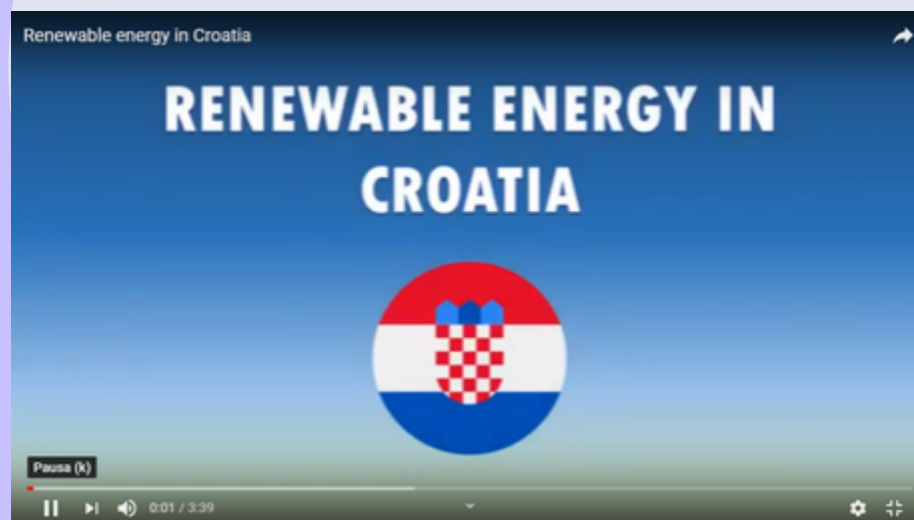 Renewable energy in Croatia
RENEWABLE ENERGY IN
CROATIA
Pausa (k)
0:01 / 3:39